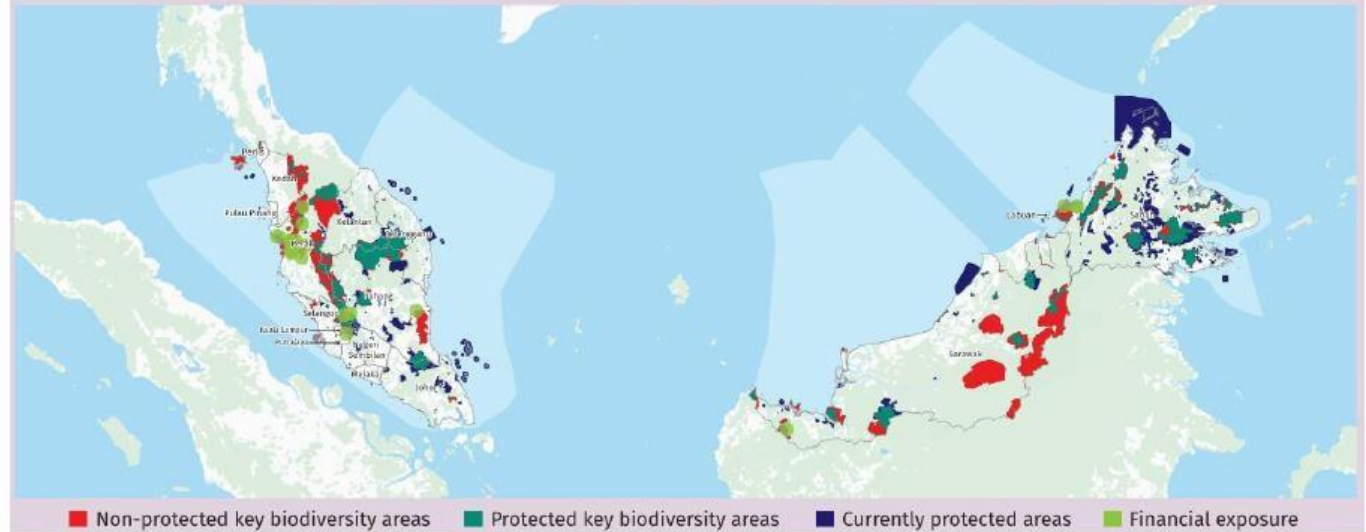 Perlis
Kedah
Pulau Pinang
Kelantan
Terengganu
Perak
Pahang
Selangor
Kuala Lumpur
Putrajaya
Negeri
Sembilan
Melaka
Johor
Labuan
Sabah
Sarawak
Non-protected key biodiversity areas Protected key biodiversity areas Currently protected areas Financial exposure